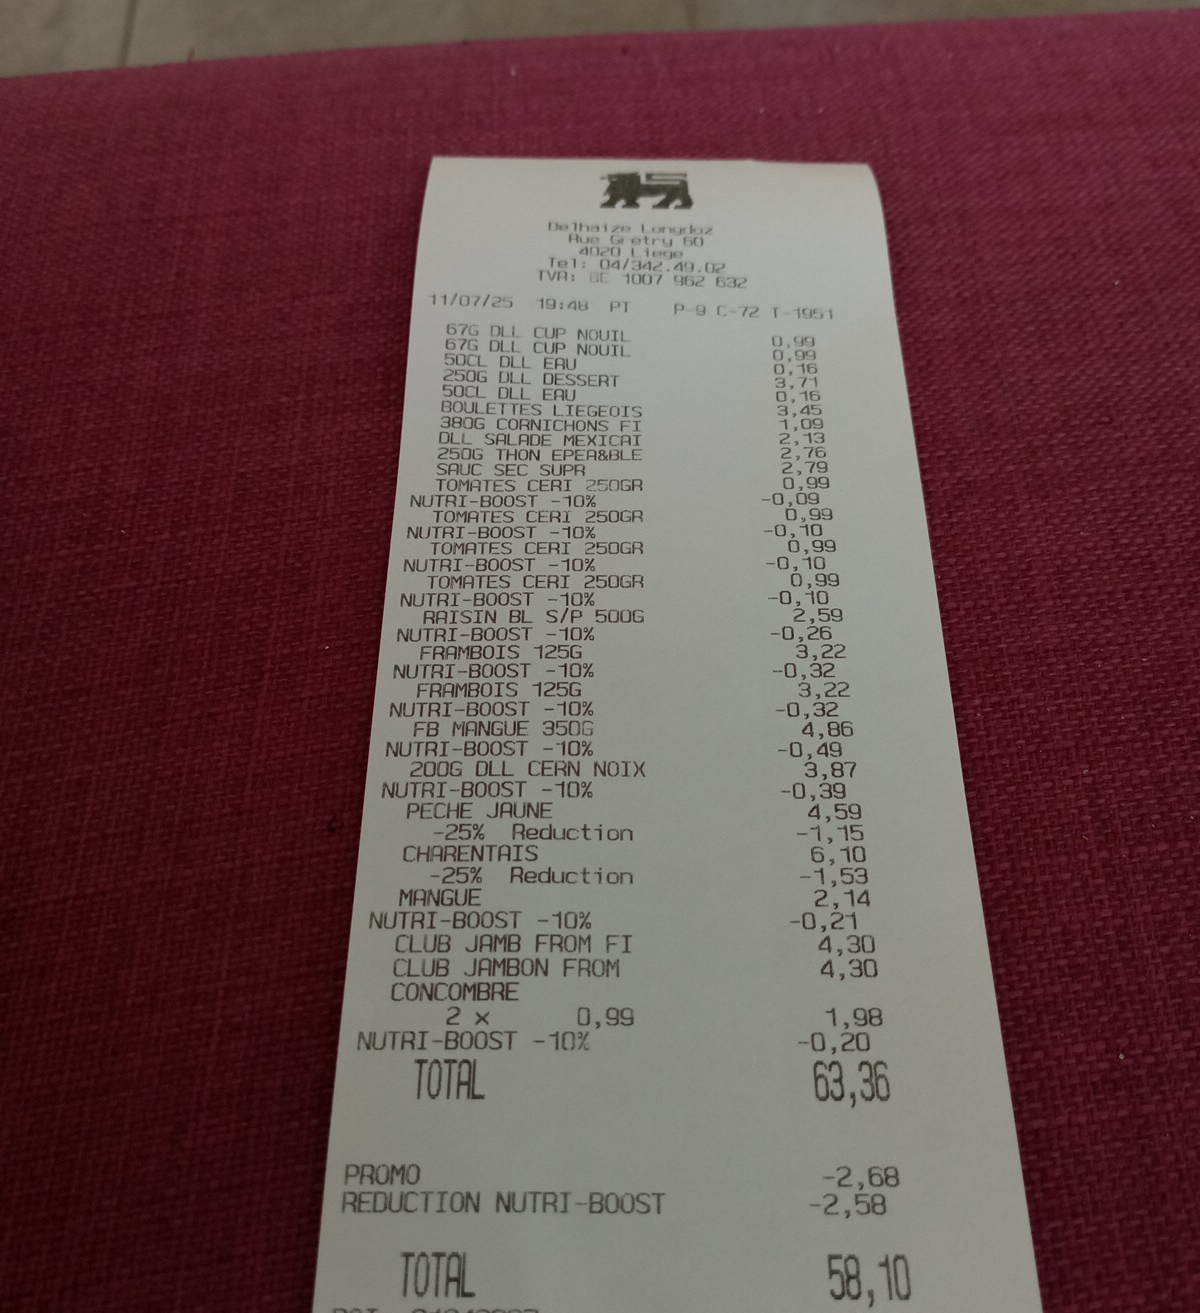 Delhaize Longdoz
Rue Gretry 60
4020 Liege
Tel: 04/342.49.02
TVA: BE 1007 962 632
11/07/25 19:48 PT P-9 C-72 T-1951
67G DLL CUP NOUIL 0,99
67G DLL CUP NOUIL 0,99
50CL DLL EAU 0,16
250G DLL DESSERT 3,71
50CL DLL EAU 0,16
BOULETTES LIEGEOIS 3,45
380G CORNICHONS FI 1,09
DLL SALADE MEXICAI 2,13
250G THON EPEA&BLE 2,76
SAUC SEC SUPR 2,79
TOMATES CERI 250GR 0,99
NUTRI-BOOST -10% -0,09
TOMATES CERI 250GR 0,99
NUTRI-BOOST -10% -0,10
TOMATES CERI 250GR 0,99
NUTRI-BOOST -10% -0,10
TOMATES CERI 250GR 0,99
NUTRI-BOOST -10% -0,10
RAISIN BL S/P 500G 2,59
NUTRI-BOOST -10% -0,26
FRAMBOIS 125G 3,22
NUTRI-BOOST -10% -0,32
FRAMBOIS 125G 3,22
NUTRI-BOOST -10% -0,32
FB MANGUE 350G 4,86
NUTRI-BOOST -10% -0,49
200G DLL CERN NOIX 3,87
NUTRI-BOOST -10% -0,39
PECHE JAUNE 4,59
-25% Reduction -1,15
CHARENTAIS 6,10
-25% Reduction -1,53
MANGUE 2,14
NUTRI-BOOST -10% -0,21
CLUB JAMB FROM FI 4,30
CLUB JAMBON FROM 4,30
CONCOMBRE
2 x 0,99 1,98
NUTRI-BOOST -10% -0,20
TOTAL 63,36
PROMO -2,68
REDUCTION NUTRI-BOOST -2,58
TOTAL 58,10